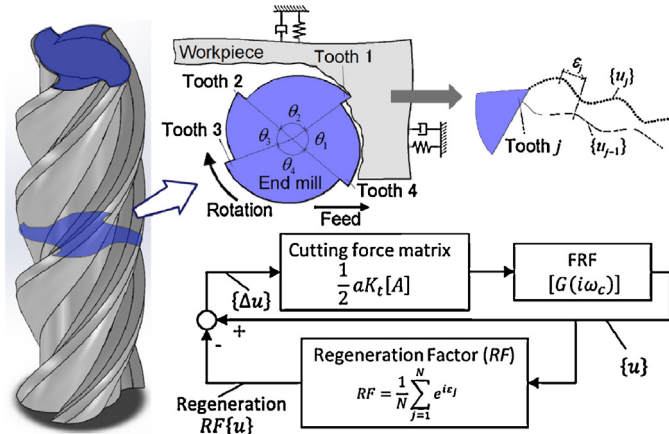 Workpiece
Tooth 1
Tooth 2
Tooth 3
θ₂
θ₃
θ₁
θ₄
End mill
Tooth 4
Rotation
Feed
εⱼ
{uⱼ}
Tooth j
{uⱼ₋₁}
Cutting force matrix
1/2 aKₜ[A]
FRF
[G(iω_c)]
{Δu}
+
-
{u}
Regeneration Factor (RF)
RF = 1/N ∑_{j=1}^{N} e^{iεⱼ}
Regeneration
RF{u}